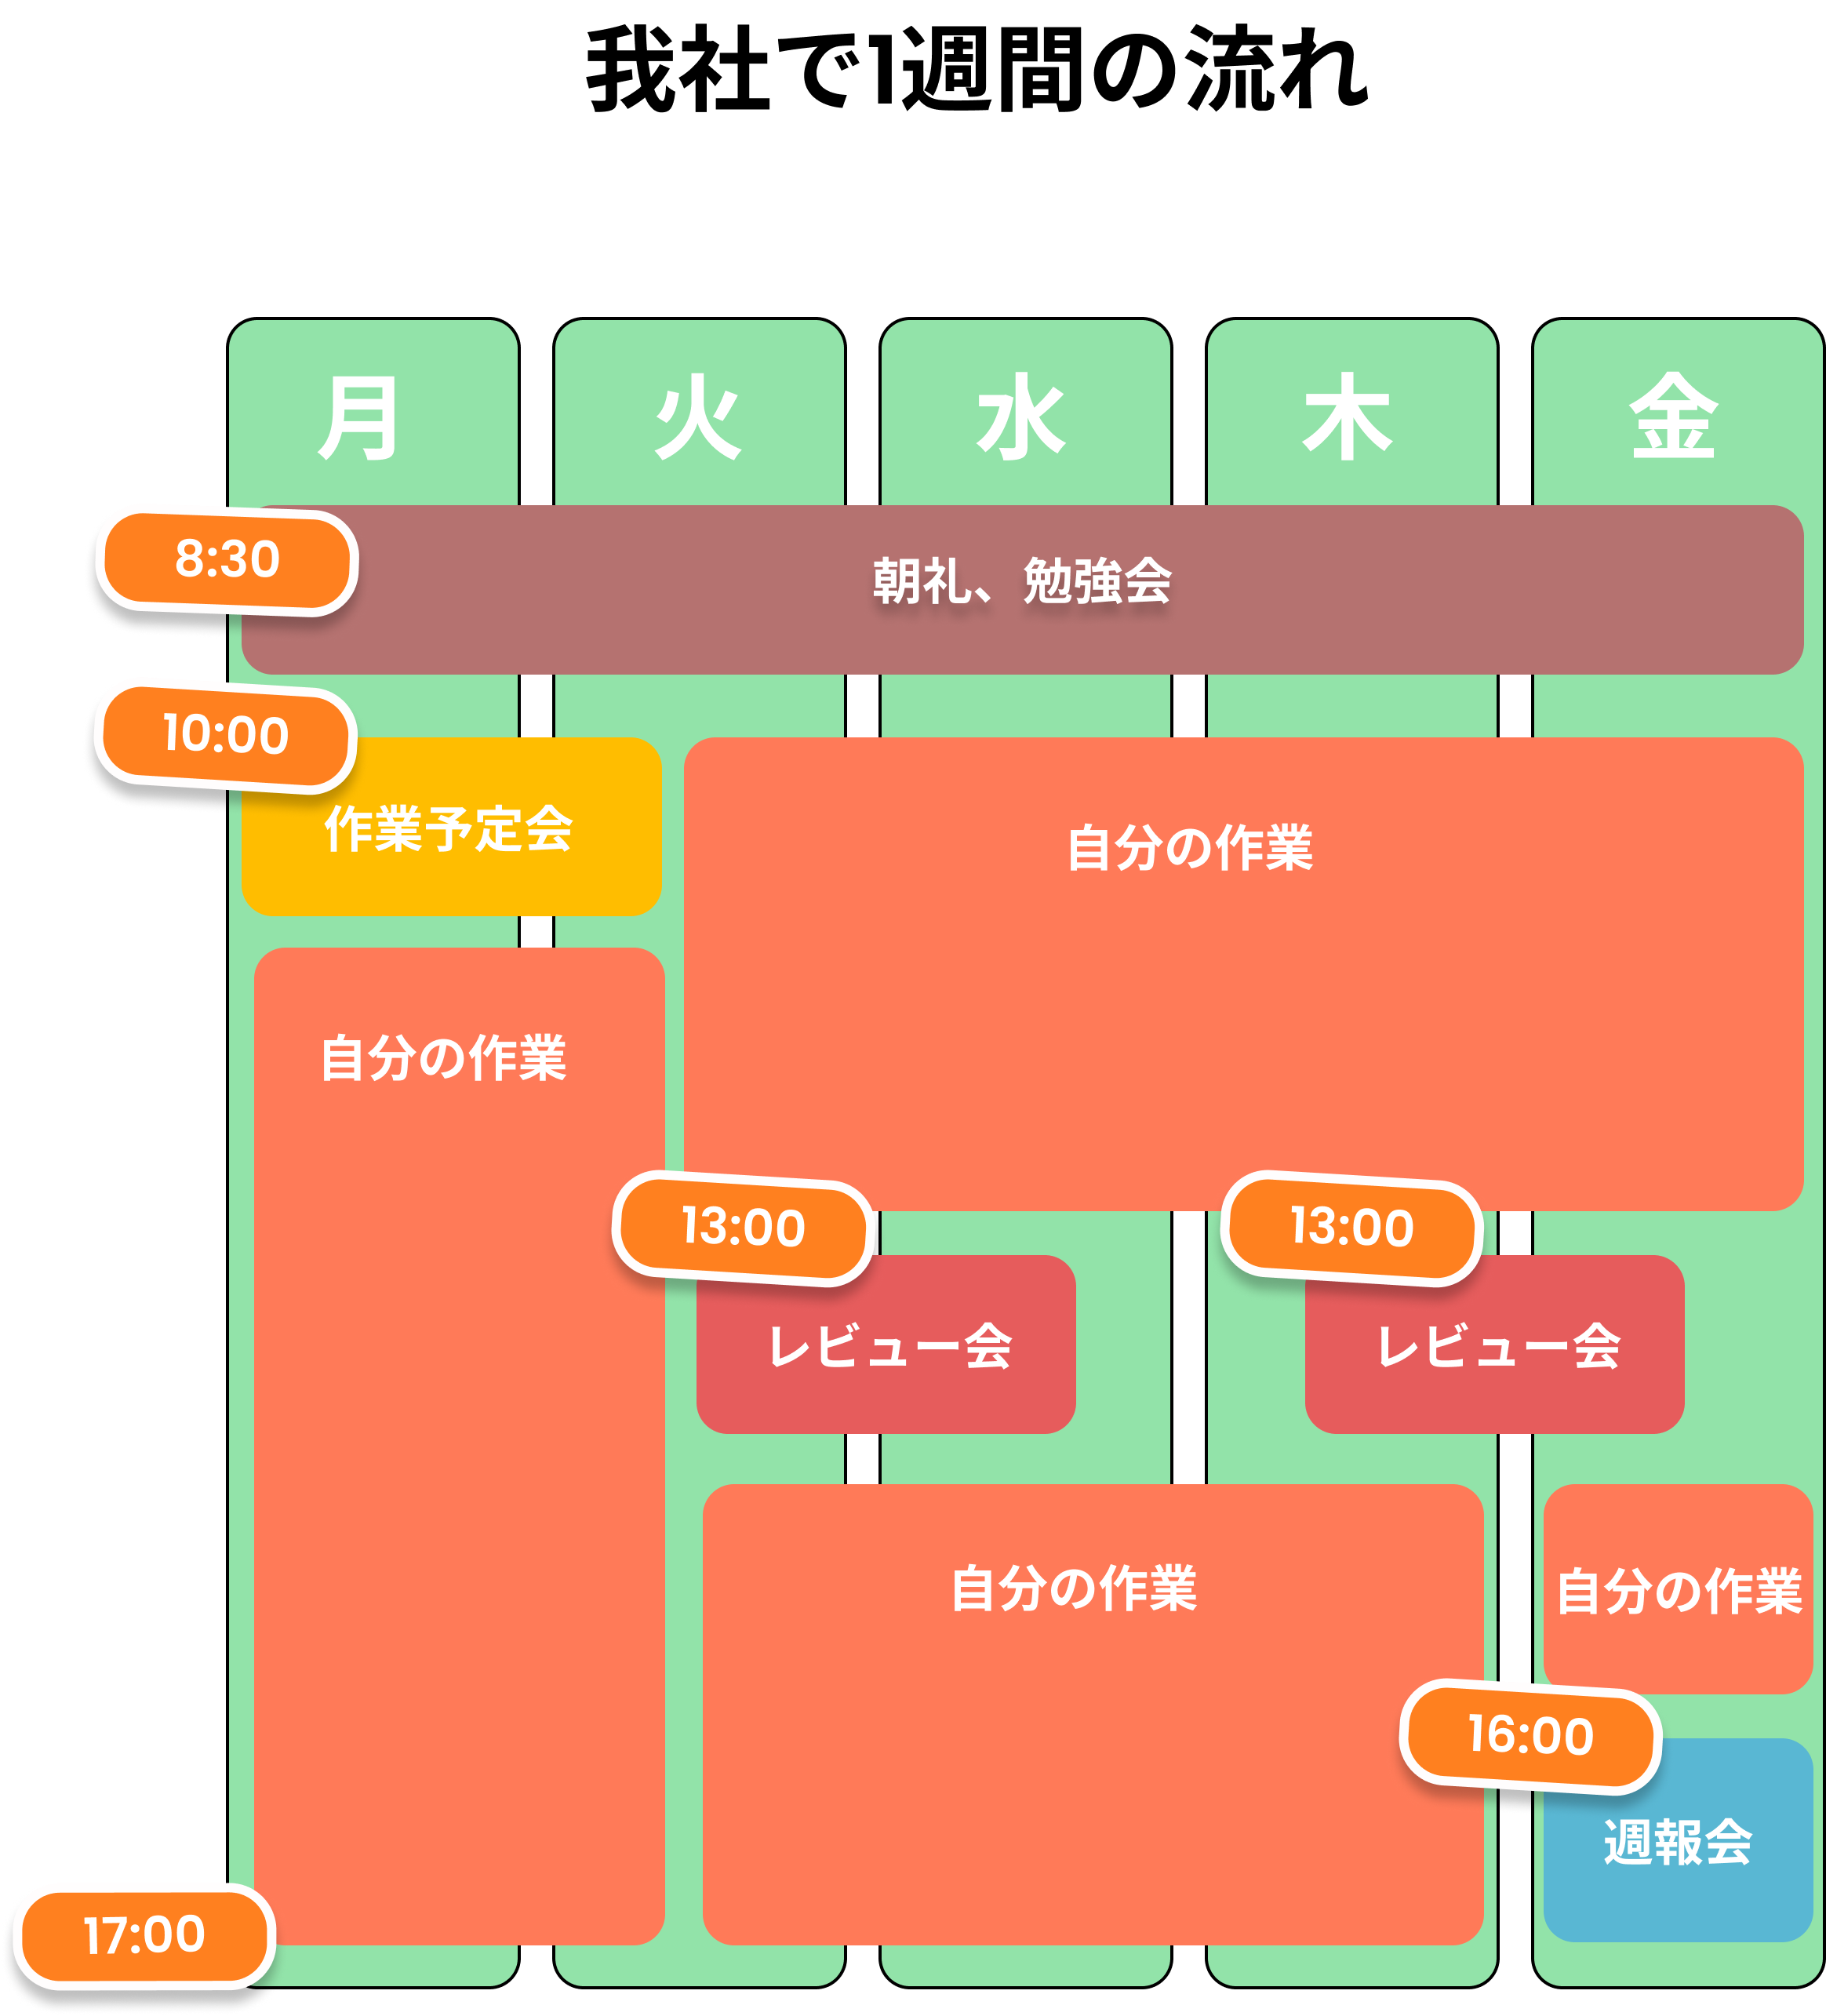 我社で1週間の流れ
月 火 水 木 金
8:30
朝礼、勉強会
10:00
作業予定会
自分の作業
自分の作業
13:00
13:00
レビュー会
レビュー会
自分の作業
自分の作業
16:00
週報会
17:00